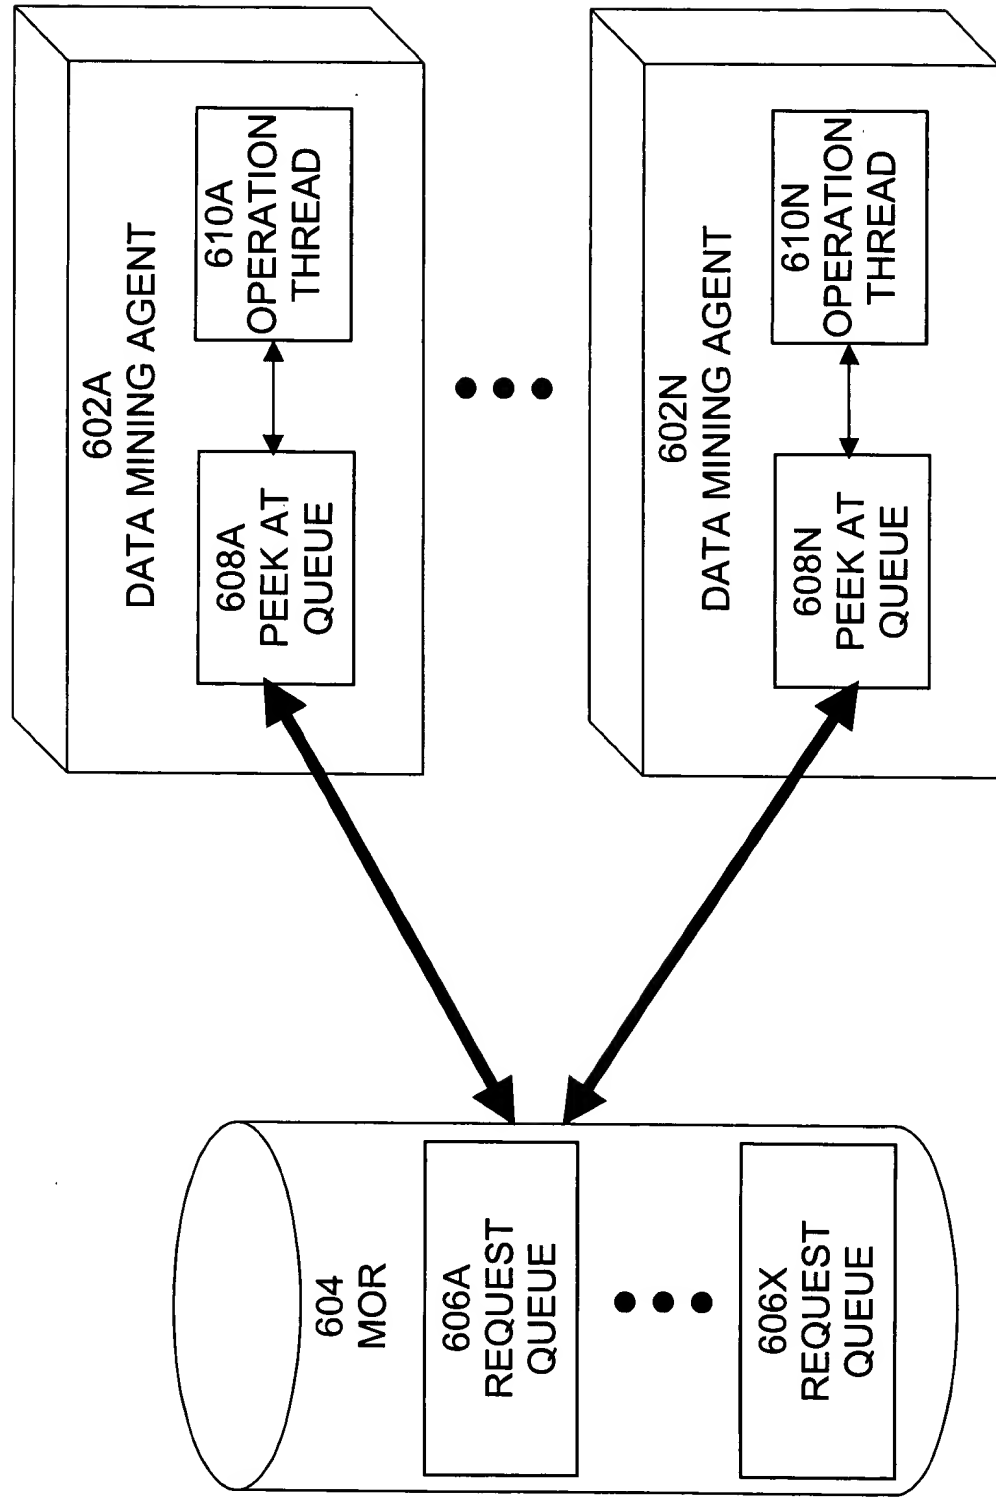 604
MOR
606A
REQUEST
QUEUE
606X
REQUEST
QUEUE
602A
DATA MINING AGENT
608A
PEEK AT
QUEUE
610A
OPERATION
THREAD
602N
DATA MINING AGENT
608N
PEEK AT
QUEUE
610N
OPERATION
THREAD